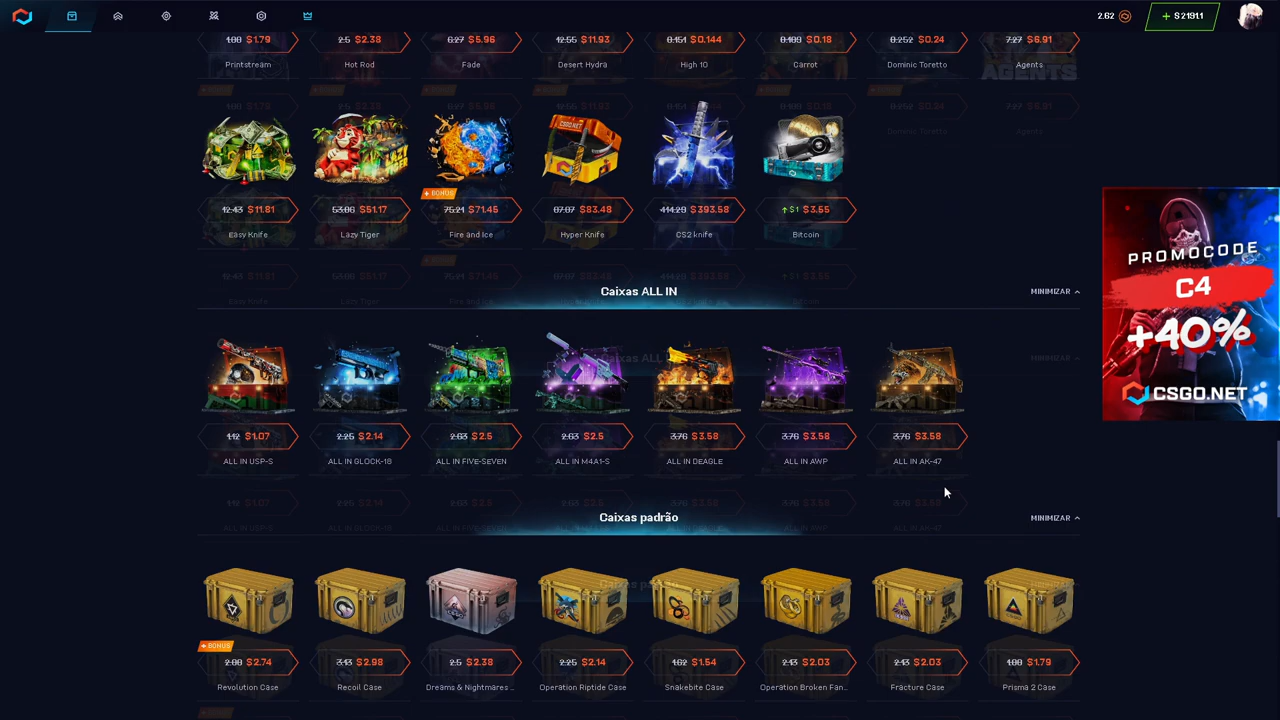 2.62
+ $ 2191.1
1.88 $1.79
2.5 $2.38
6.27 $5.96
12.55 $11.93
0.151 $0.144
0.189 $0.18
0.252 $0.24
7.27 $6.91
Printstream
Hot Rod
Fade
Desert Hydra
High 10
Carrot
Dominic Toretto
Agents
+ BONUS
12.43 $11.81
53.86 $51.17
75.21 $71.45
87.87 $83.48
414.29 $393.58
$1 $3.55
Easy Knife
Lazy Tiger
Fire and Ice
Hyper Knife
CS2 knife
Bitcoin
PROMOCODE
C4
+40%
CSGO.NET
Caixas ALL IN
MINIMIZAR
1.12 $1.07
2.25 $2.14
2.63 $2.5
2.63 $2.5
3.76 $3.58
3.76 $3.58
3.76 $3.58
ALL IN USP-S
ALL IN GLOCK-18
ALL IN FIVE-SEVEN
ALL IN M4A1-S
ALL IN DEAGLE
ALL IN AWP
ALL IN AK-47
Caixas padrão
MINIMIZAR
+ BONUS
2.88 $2.74
3.13 $2.98
2.5 $2.38
2.25 $2.14
1.62 $1.54
2.13 $2.03
2.13 $2.03
1.88 $1.79
Revolution Case
Recoil Case
Dreams & Nightmares ...
Operation Riptide Case
Snakebite Case
Operation Broken Fan...
Fracture Case
Prisma 2 Case